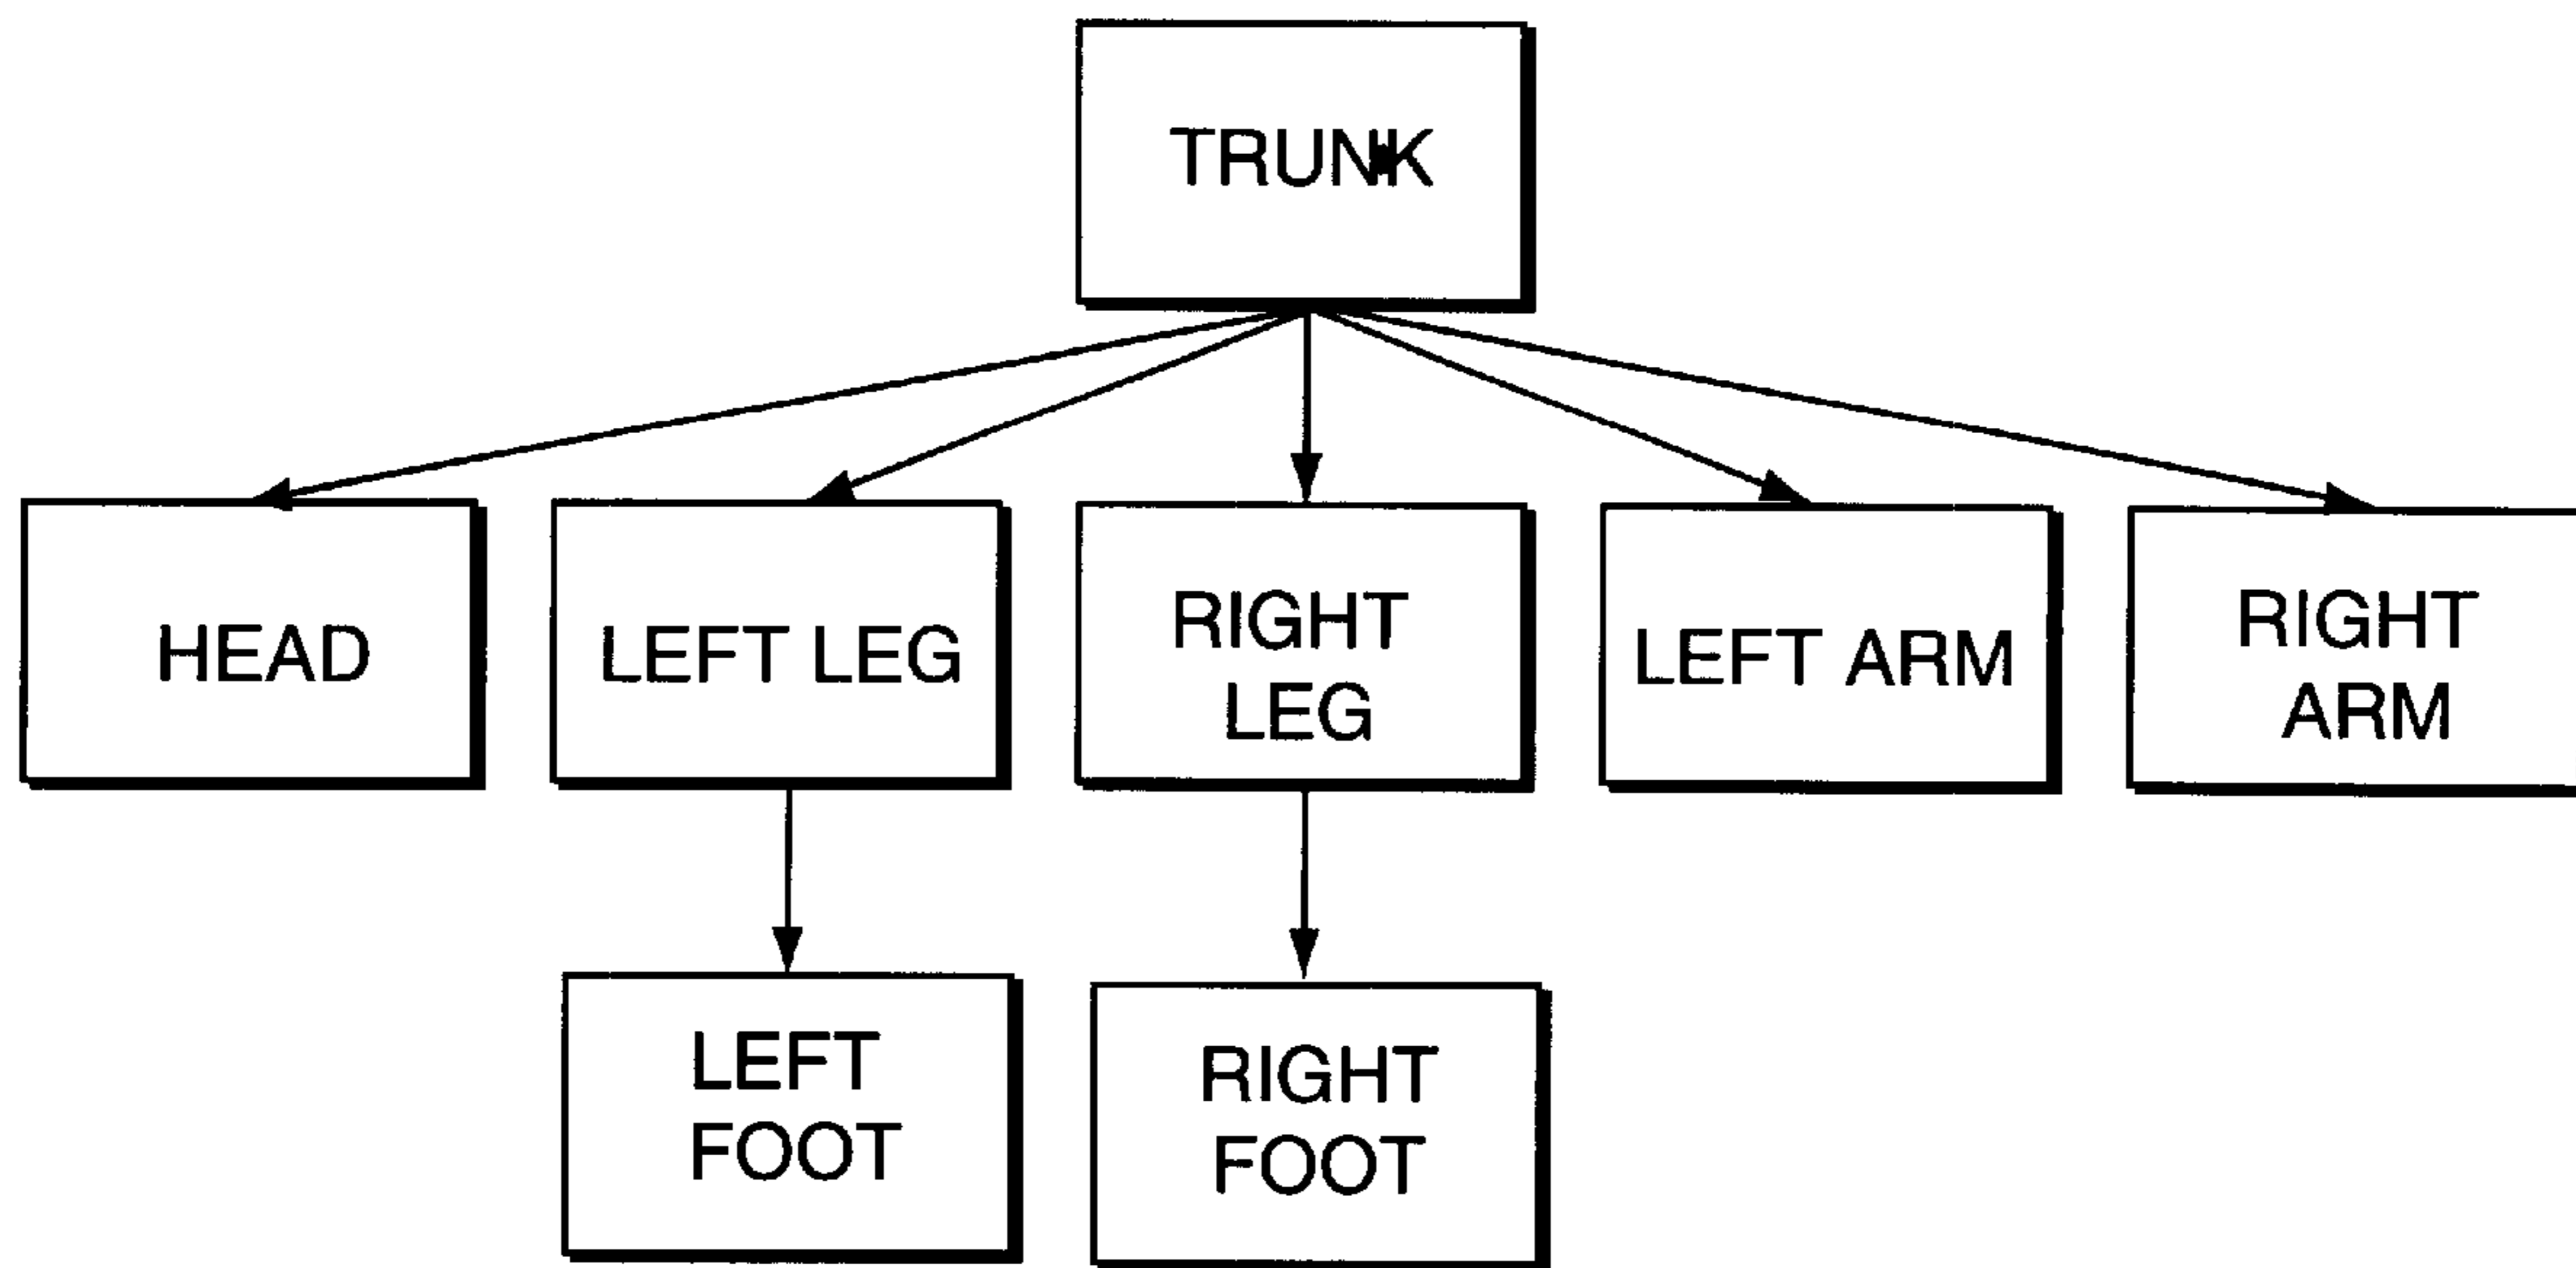 TRUNK
HEAD
LEFT LEG
RIGHT
LEG
LEFT ARM
RIGHT
ARM
LEFT
FOOT
RIGHT
FOOT